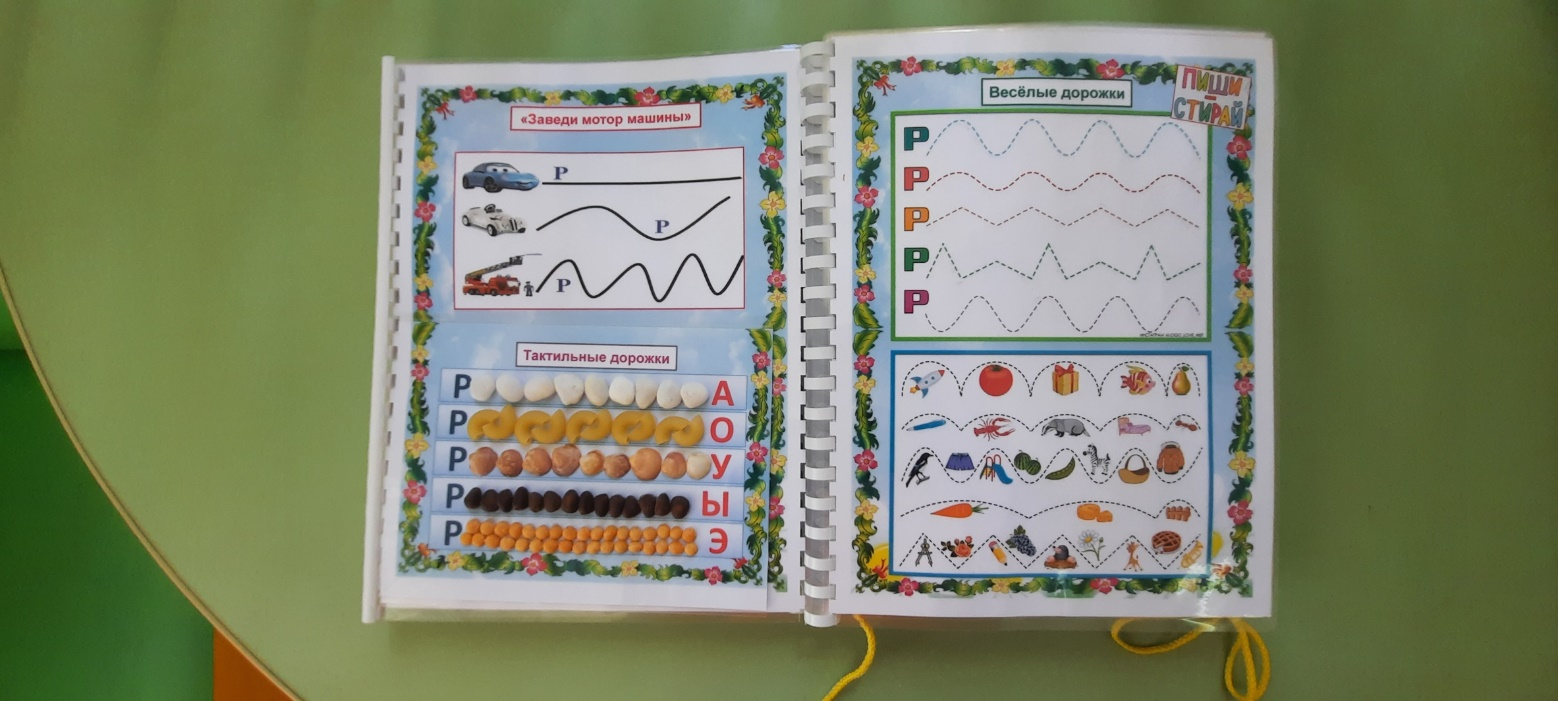 «Заведи мотор машины»
Р
Р
Р
Тактильные дорожки
Р А
Р О
Р У
Р Ы
Р Э
Весёлые дорожки
ПИШИ
-
СТИРАЙ
Р
Р
Р
Р
Р